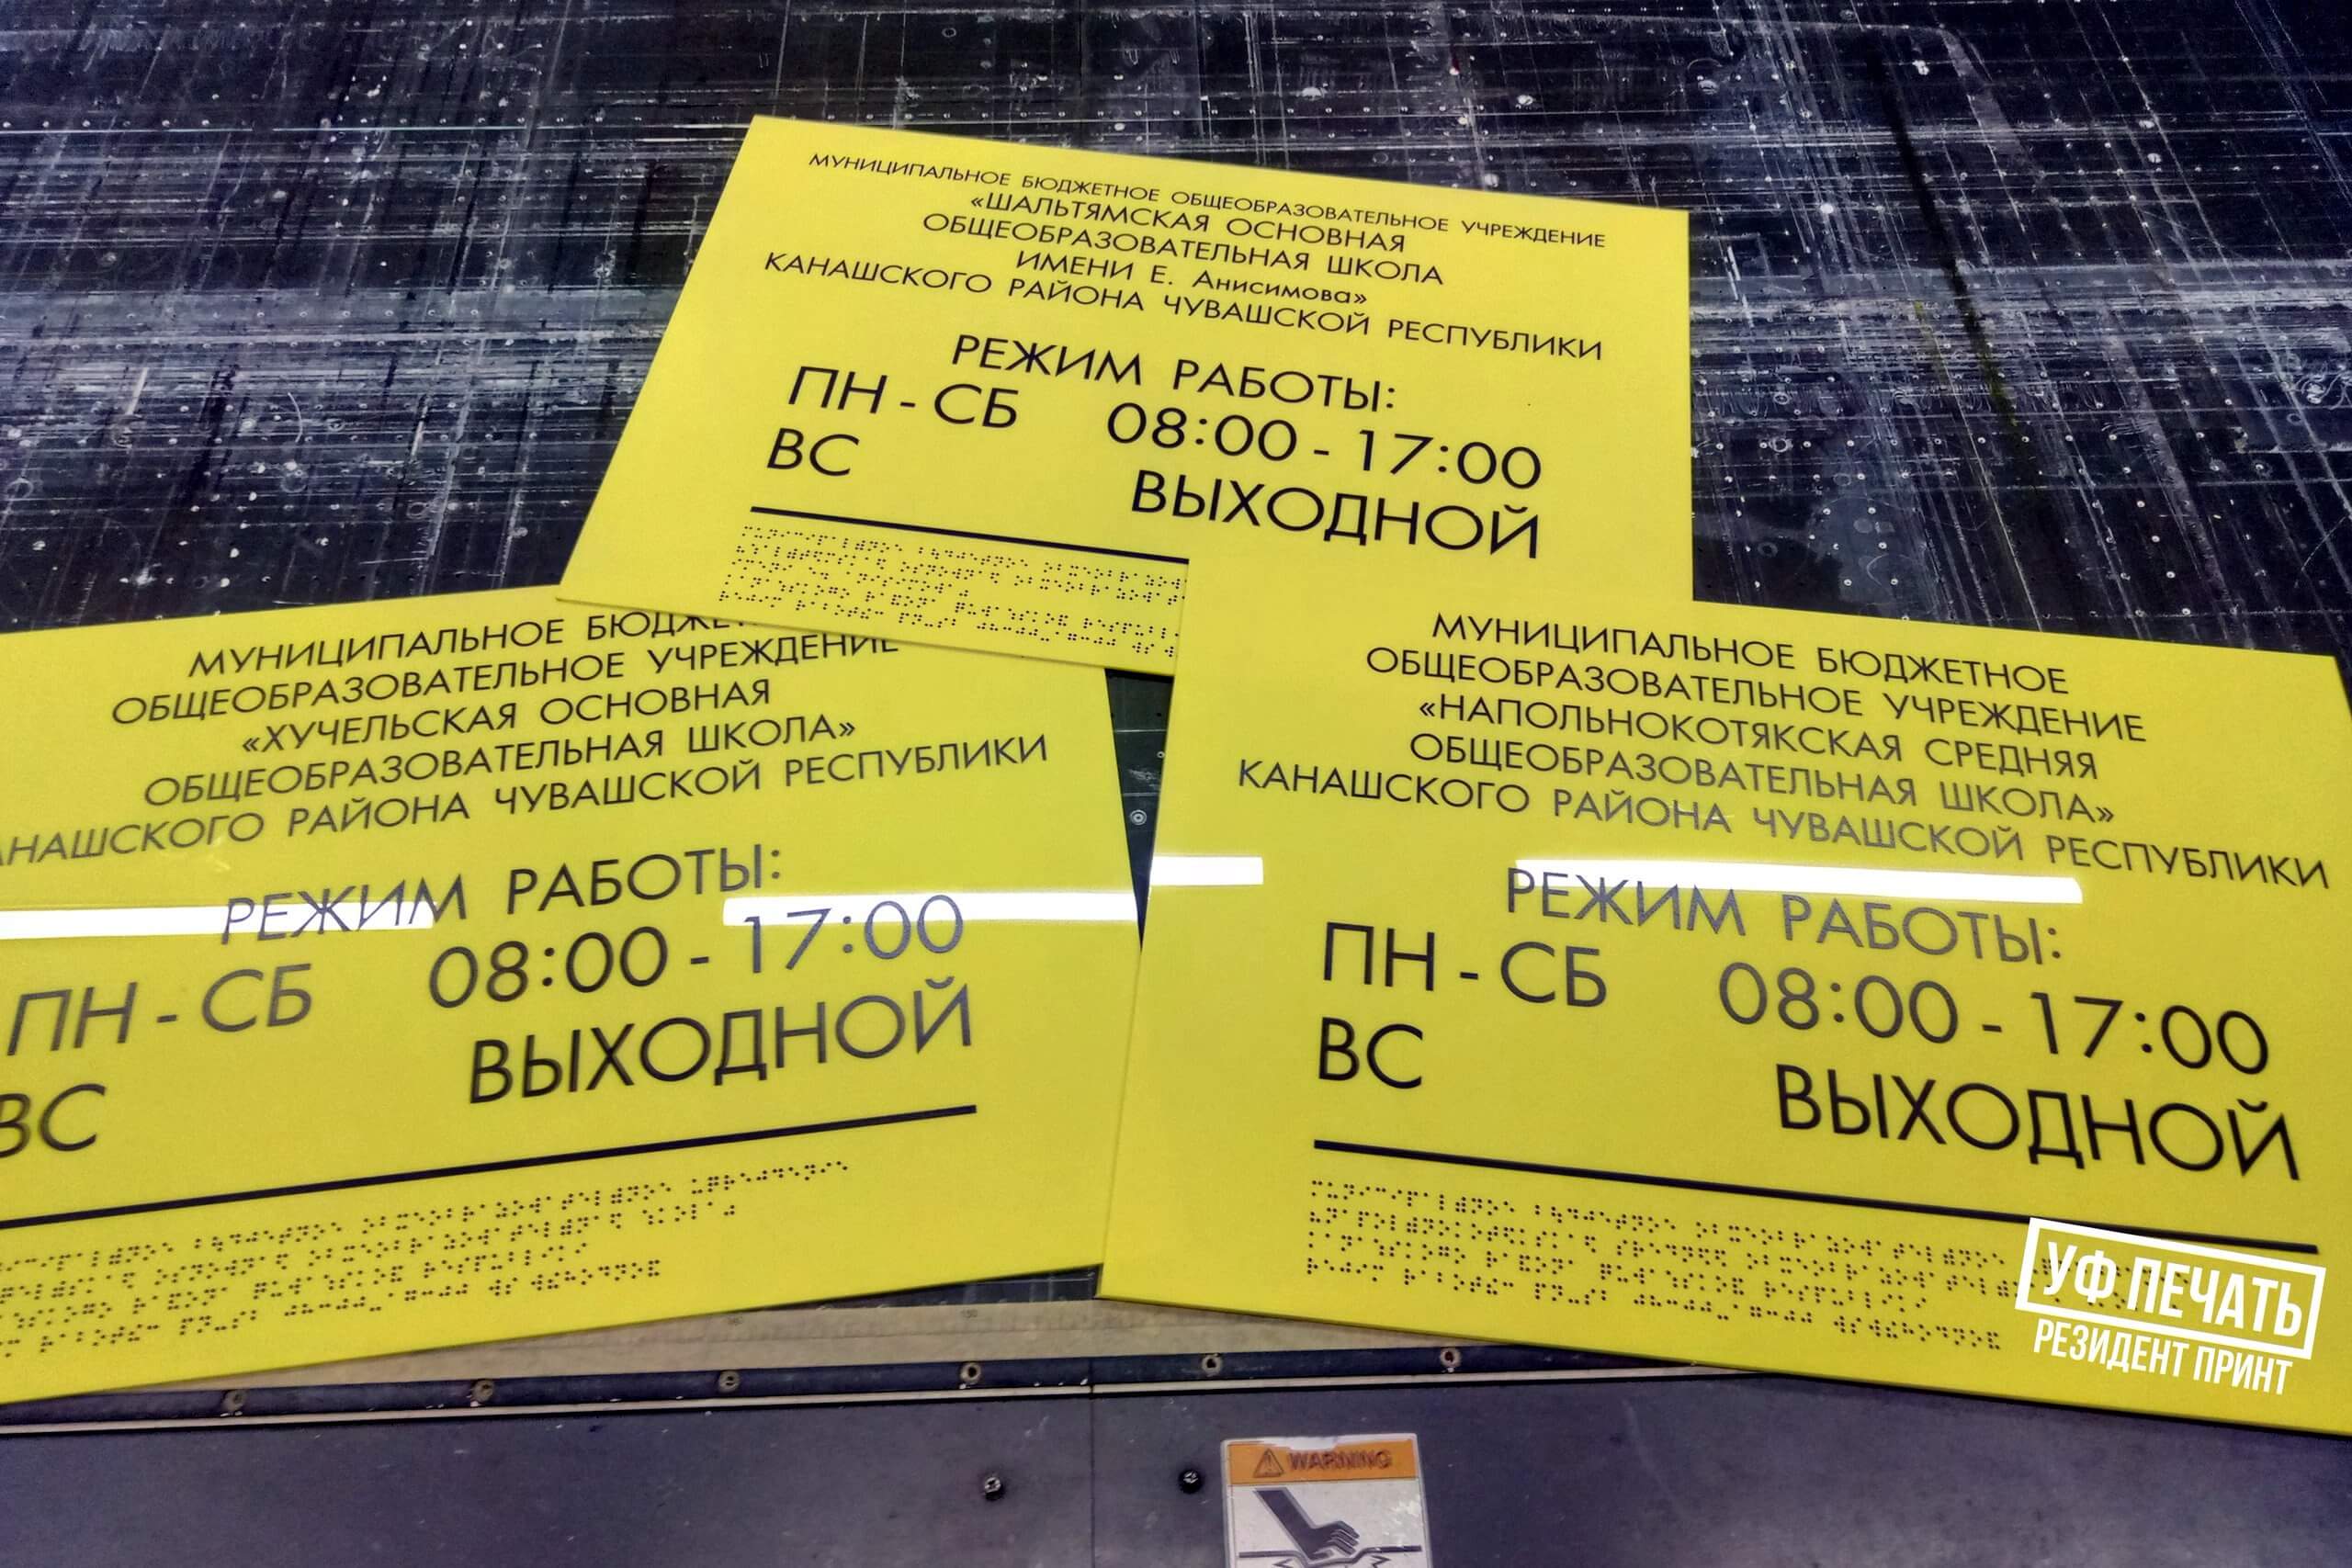 МУНИЦИПАЛЬНОЕ БЮДЖЕТНОЕ ОБЩЕОБРАЗОВАТЕЛЬНОЕ УЧРЕЖДЕНИЕ
«ШАЛЬТЯМСКАЯ ОСНОВНАЯ
ОБЩЕОБРАЗОВАТЕЛЬНАЯ ШКОЛА
ИМЕНИ Е. Анисимова»
КАНАШСКОГО РАЙОНА ЧУВАШСКОЙ РЕСПУБЛИКИ
РЕЖИМ РАБОТЫ:
ПН - СБ 08:00 - 17:00
ВС ВЫХОДНОЙ
МУНИЦИПАЛЬНОЕ
ОБЩЕОБРАЗОВАТЕЛЬНОЕ УЧРЕЖДЕНИЕ
«ХУЧЕЛЬСКАЯ ОСНОВНАЯ
ОБЩЕОБРАЗОВАТЕЛЬНАЯ ШКОЛА»
АНАШСКОГО РАЙОНА ЧУВАШСКОЙ РЕСПУБЛИКИ
РЕЖИМ РАБОТЫ:
ПН - СБ 08:00 - 17:00
ВС ВЫХОДНОЙ
МУНИЦИПАЛЬНОЕ БЮДЖЕТНОЕ
ОБЩЕОБРАЗОВАТЕЛЬНОЕ УЧРЕЖДЕНИЕ
«НАПОЛЬНОКОТЯКСКАЯ СРЕДНЯЯ
ОБЩЕОБРАЗОВАТЕЛЬНАЯ ШКОЛА»
КАНАШСКОГО РАЙОНА ЧУВАШСКОЙ РЕСПУБЛИКИ
РЕЖИМ РАБОТЫ:
ПН - СБ 08:00 - 17:00
ВС ВЫХОДНОЙ
УФ ПЕЧАТЬ
РЕЗИДЕНТ ПРИНТ
WARNING